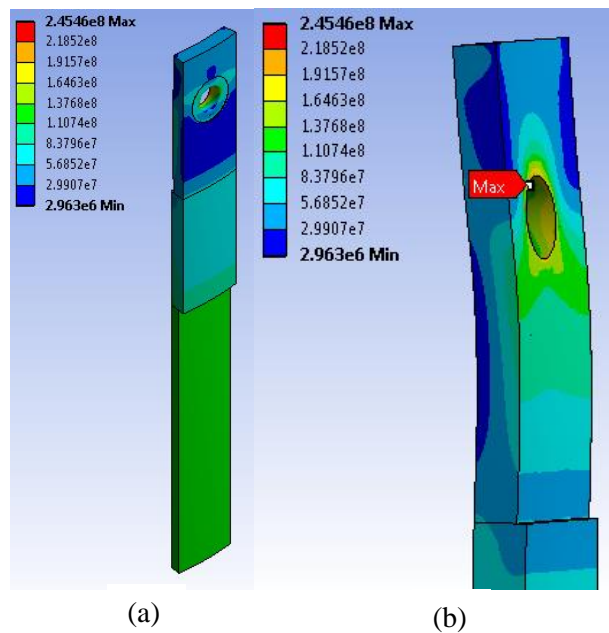 2.4546e8 Max
2.1852e8
1.9157e8
1.6463e8
1.3768e8
1.1074e8
8.3796e7
5.6852e7
2.9907e7
2.963e6 Min
2.4546e8 Max
2.1852e8
1.9157e8
1.6463e8
1.3768e8
1.1074e8
8.3796e7
5.6852e7
2.9907e7
2.963e6 Min
Max
(a)
(b)